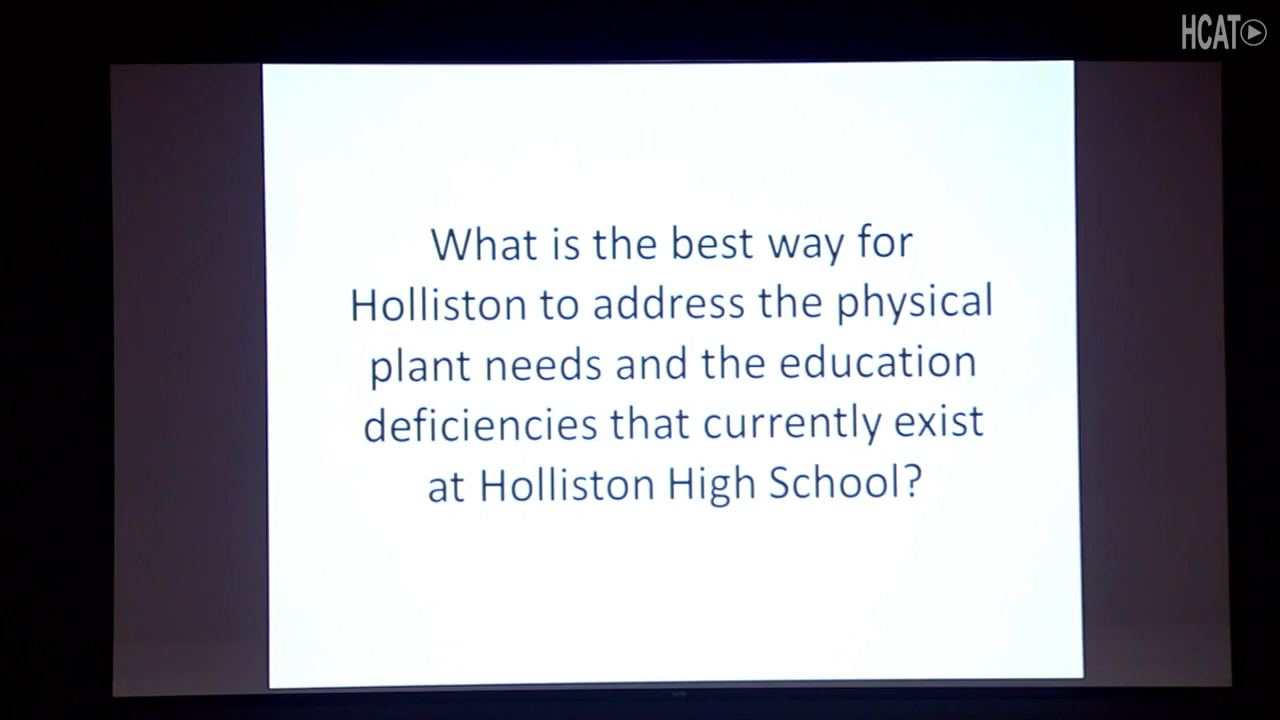 HCAT
What is the best way for
Holliston to address the physical
plant needs and the education
deficiencies that currently exist
at Holliston High School?